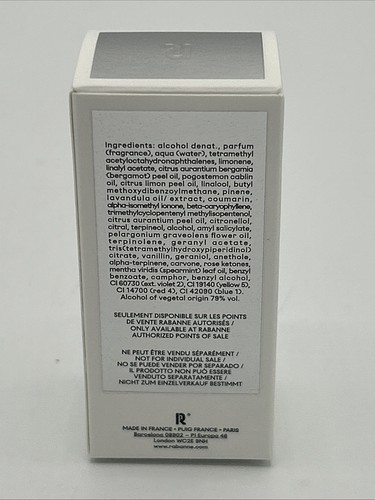 R
Ingredients: alcohol denat., parfum
(fragrance), aqua (water), tetramethyl
acetyloctahydronaphthalenes, limonene,
linalyl acetate, citrus aurantium bergamia
(bergamot) peel oil, pogostemon cablin
oil, citrus limon peel oil, linalool, butyl
methoxydibenzoylmethane, pinene,
lavandula oil/ extract, coumarin,
alpha-isomethyl ionone, beta-caryophyllene,
trimethylcyclopentenyl methylisopentenol,
citrus aurantium peel oil, citronellol,
citral, terpineol, alcohol, amyl salicylate,
pelargonium graveolens flower oil,
terpinolene, geranyl acetate,
tris(tetramethylhydroxypiperidinol)
citrate, vanillin, geraniol, anethole,
alpha-terpinene, carvone, rose ketones,
mentha viridis (spearmint) leaf oil, benzyl
benzoate, camphor, benzyl alcohol,
CI 60730 (ext. violet 2), CI 19140 (yellow 5),
CI 14700 (red 4), CI 42090 (blue 1).
Alcohol of vegetal origin 78% vol.
SEULEMENT DISPONIBLE SUR LES POINTS
DE VENTE RABANNE AUTORISÉS /
ONLY AVAILABLE AT RABANNE
AUTHORIZED POINTS OF SALE
NE PEUT ÊTRE VENDU SÉPARÉMENT /
NOT FOR INDIVIDUAL SALE /
NO SE PUEDE VENDER POR SEPARADO /
IL PRODOTTO NON PUÒ ESSERE
VENDUTO SEPARATAMENTE /
NICHT ZUM EINZELVERKAUF BESTIMMT
R
MADE IN FRANCE • PUIG FRANCE • PARIS
Barcelona 08902 – Pl Europa 46
London WC2E 9NH
www.rabanne.com